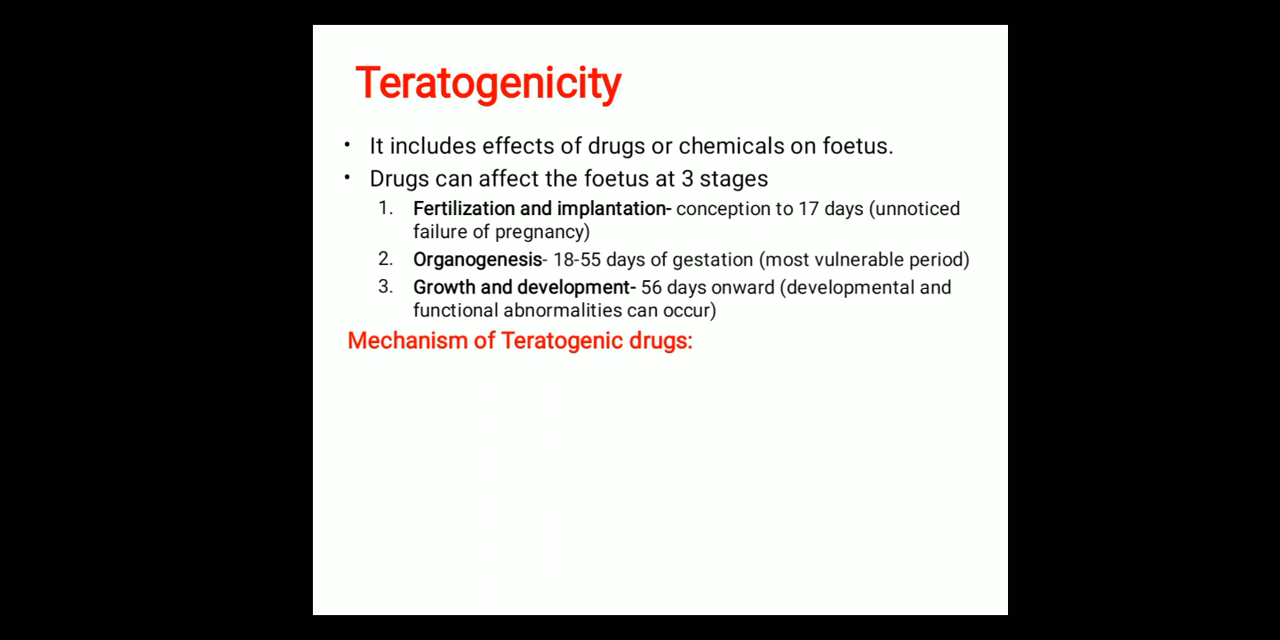 Teratogenicity
• It includes effects of drugs or chemicals on foetus.
• Drugs can affect the foetus at 3 stages
1. Fertilization and implantation- conception to 17 days (unnoticed
failure of pregnancy)
2. Organogenesis- 18-55 days of gestation (most vulnerable period)
3. Growth and development- 56 days onward (developmental and
functional abnormalities can occur)
Mechanism of Teratogenic drugs: